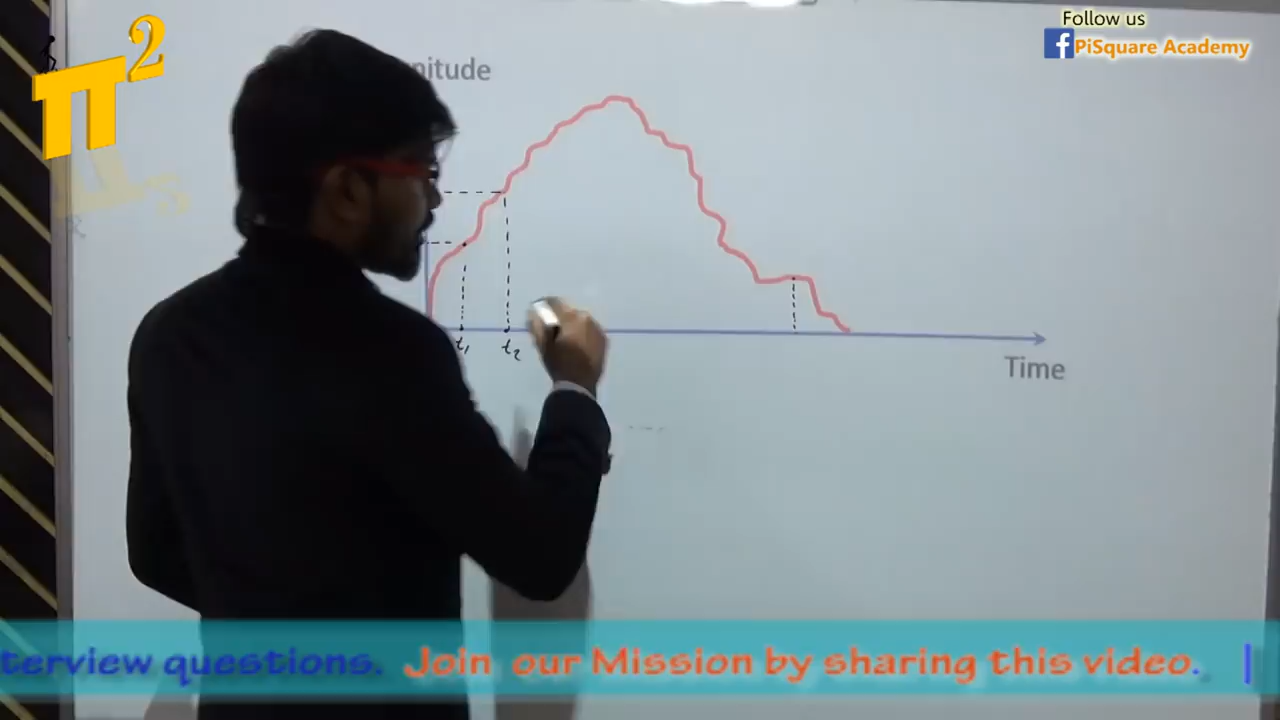 π²
Follow us
PiSquare Academy
nitude
t₁ t₂
Time
terview questions. Join our Mission by sharing this video. |